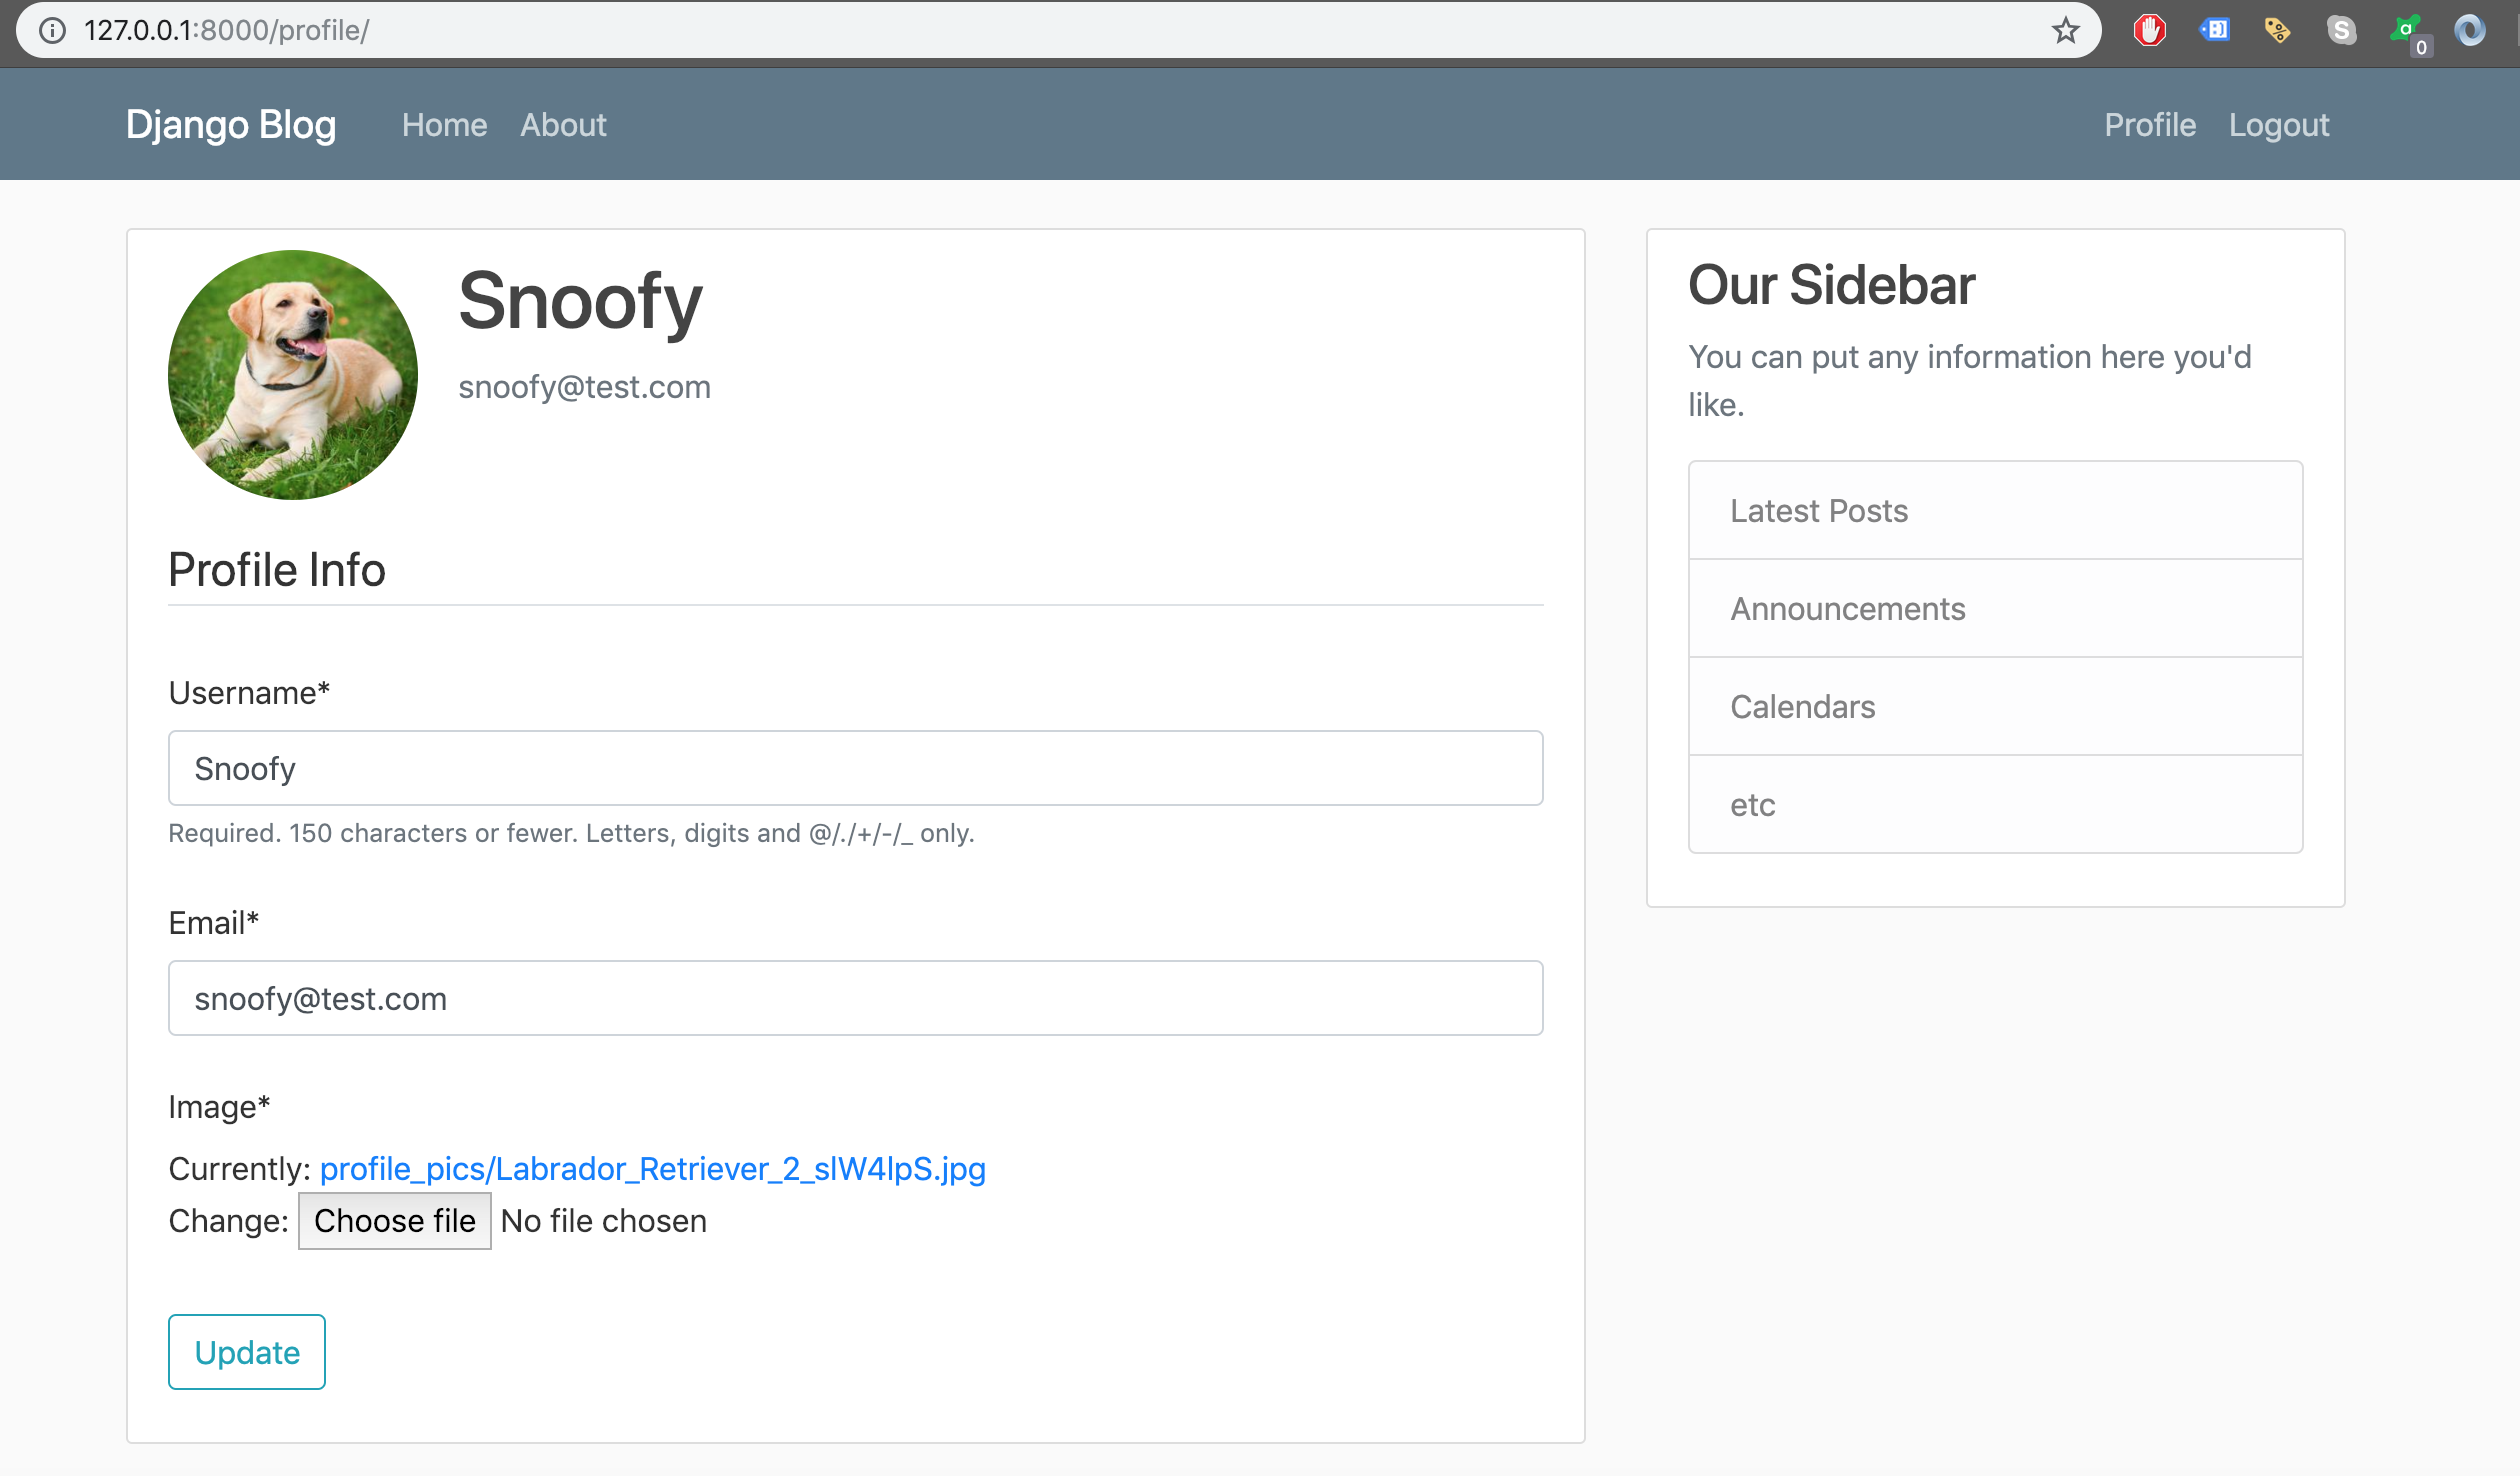 127.0.0.1:8000/profile/
0
Django Blog Home About Profile Logout
Snoofy
snoofy@test.com
Profile Info
Username*
Snoofy
Required. 150 characters or fewer. Letters, digits and @/./+/-/_ only.
Email*
snoofy@test.com
Image*
Currently: profile_pics/Labrador_Retriever_2_slW4lpS.jpg
Change: Choose file No file chosen
Update
Our Sidebar
You can put any information here you'd
like.
Latest Posts
Announcements
Calendars
etc